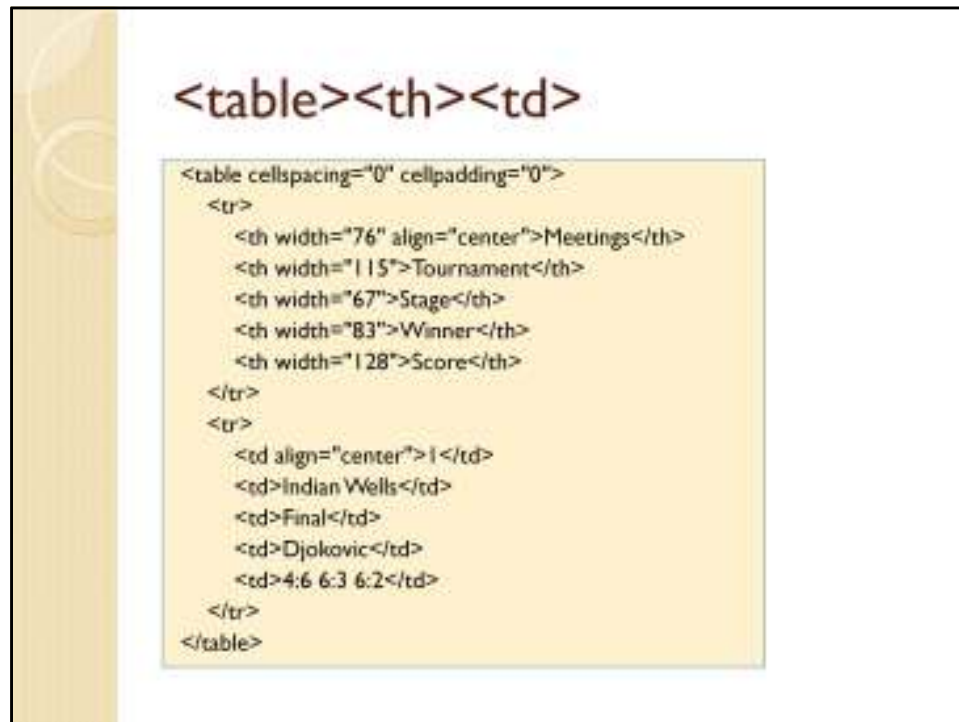 <table><th><td>
<table cellspacing="0" cellpadding="0">
<tr>
<th width="76" align="center">Meetings</th>
<th width="115">Tournament</th>
<th width="67">Stage</th>
<th width="83">Winner</th>
<th width="128">Score</th>
</tr>
<tr>
<td align="center">1</td>
<td>Indian Wells</td>
<td>Final</td>
<td>Djokovic</td>
<td>4:6 6:3 6:2</td>
</tr>
</table>